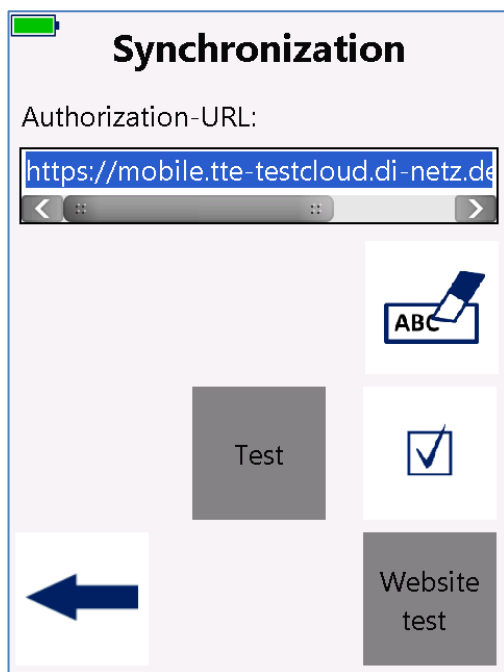 Synchronization
Authorization-URL:
https://mobile.tte-testcloud.di-netz.de
ABC
Test
Website
test